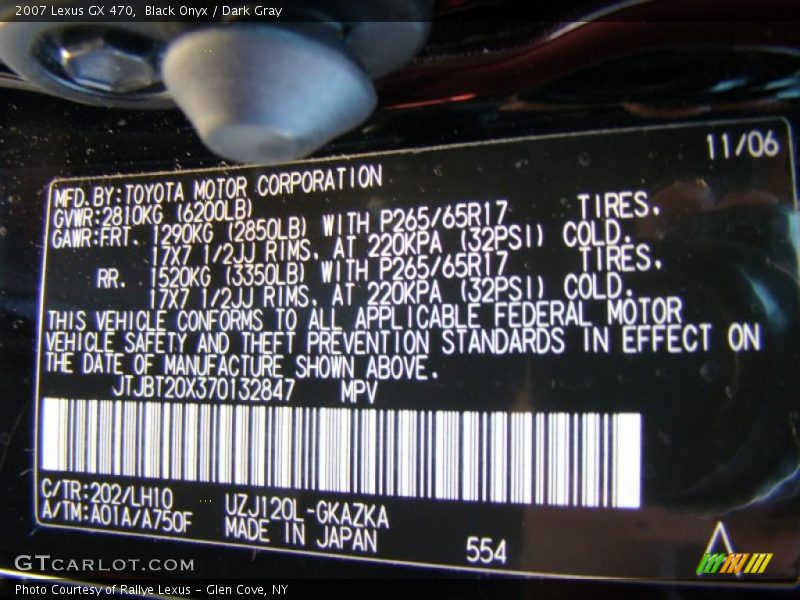 2007 Lexus GX 470,  Black Onyx / Dark Gray
11/06
MFD.BY:TOYOTA MOTOR CORPORATION
GVWR:2810KG (6200LB)
GAWR:FRT. 1290KG (2850LB) WITH P265/65R17 TIRES.
17X7 1/2JJ RIMS. AT 220KPA (32PSI) COLD.
RR. 1520KG (3350LB) WITH P265/65R17 TIRES.
17X7 1/2JJ RIMS. AT 220KPA (32PSI) COLD.
THIS VEHICLE CONFORMS TO ALL APPLICABLE FEDERAL MOTOR
VEHICLE SAFETY AND THEFT PREVENTION STANDARDS IN EFFECT ON
THE DATE OF MANUFACTURE SHOWN ABOVE.
JTJBT20X370132847 MPV
C/TR:202/LH10 UZJ120L-GKAZKA
A/TM:A01A/A750F MADE IN JAPAN
554
GTCARLOT.COM
Photo Courtesy of Rallye Lexus – Glen Cove, NY